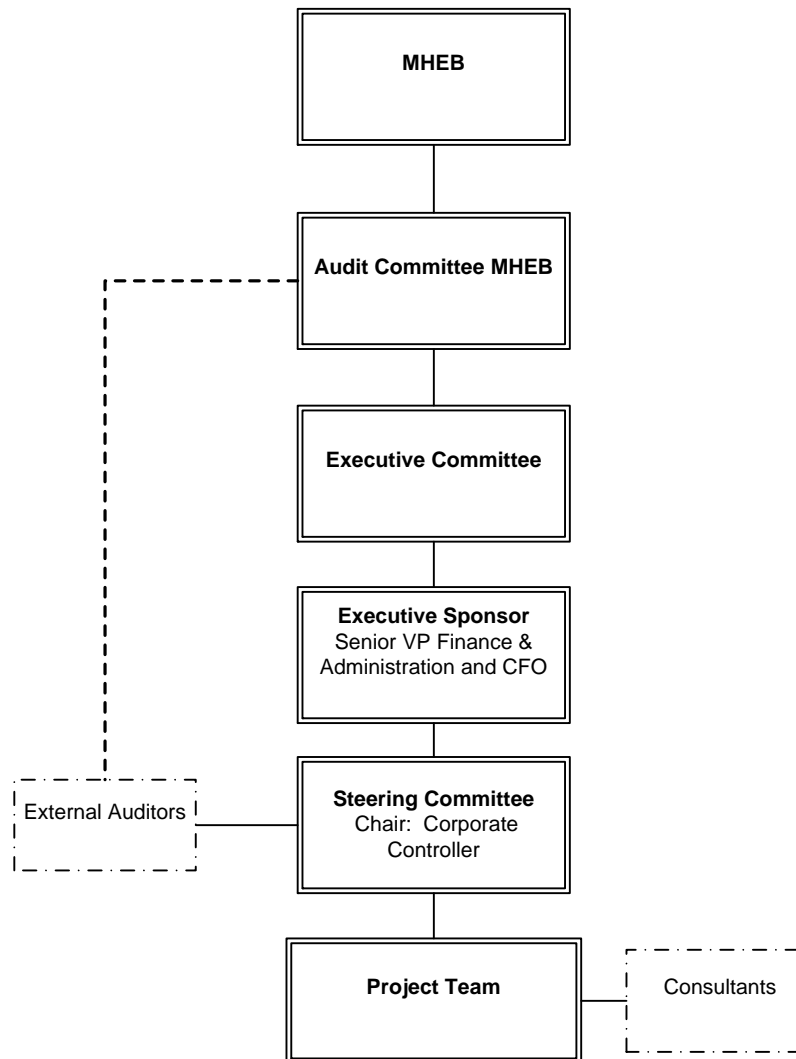 MHEB
Audit Committee MHEB
Executive Committee
Executive Sponsor
Senior VP Finance &
Administration and CFO
External Auditors
Steering Committee
Chair:  Corporate
Controller
Project Team
Consultants